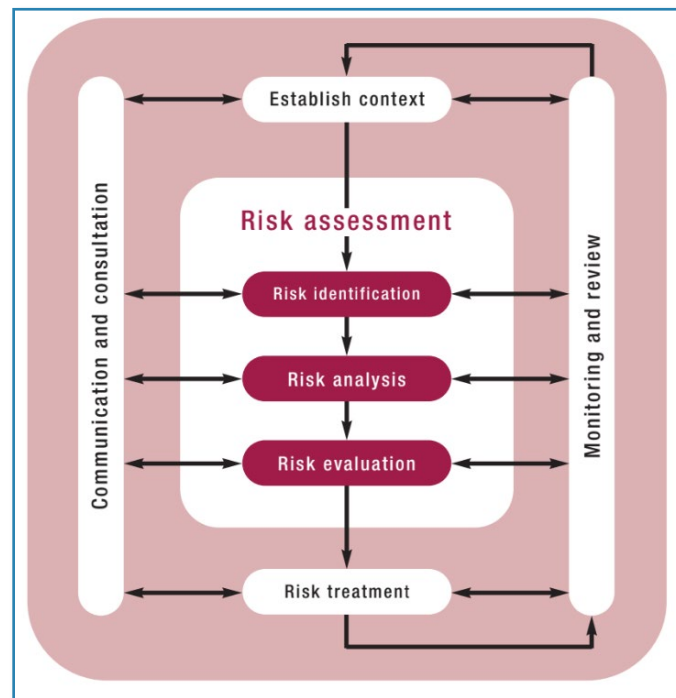 Establish context
Communication and consultation
Risk assessment
Risk identification
Risk analysis
Risk evaluation
Monitoring and review
Risk treatment